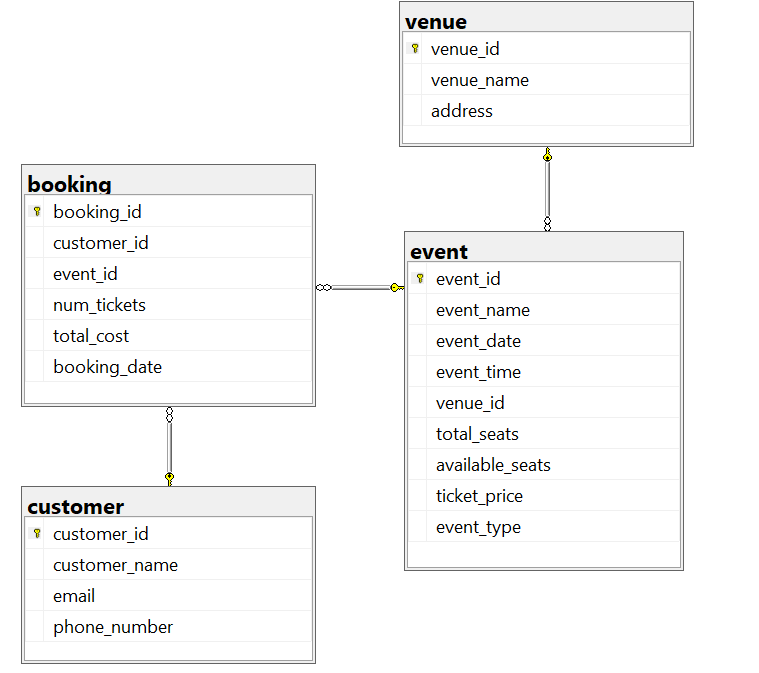 venue
venue_id
venue_name
address
booking
booking_id
customer_id
event_id
num_tickets
total_cost
booking_date
event
event_id
event_name
event_date
event_time
venue_id
total_seats
available_seats
ticket_price
event_type
customer
customer_id
customer_name
email
phone_number